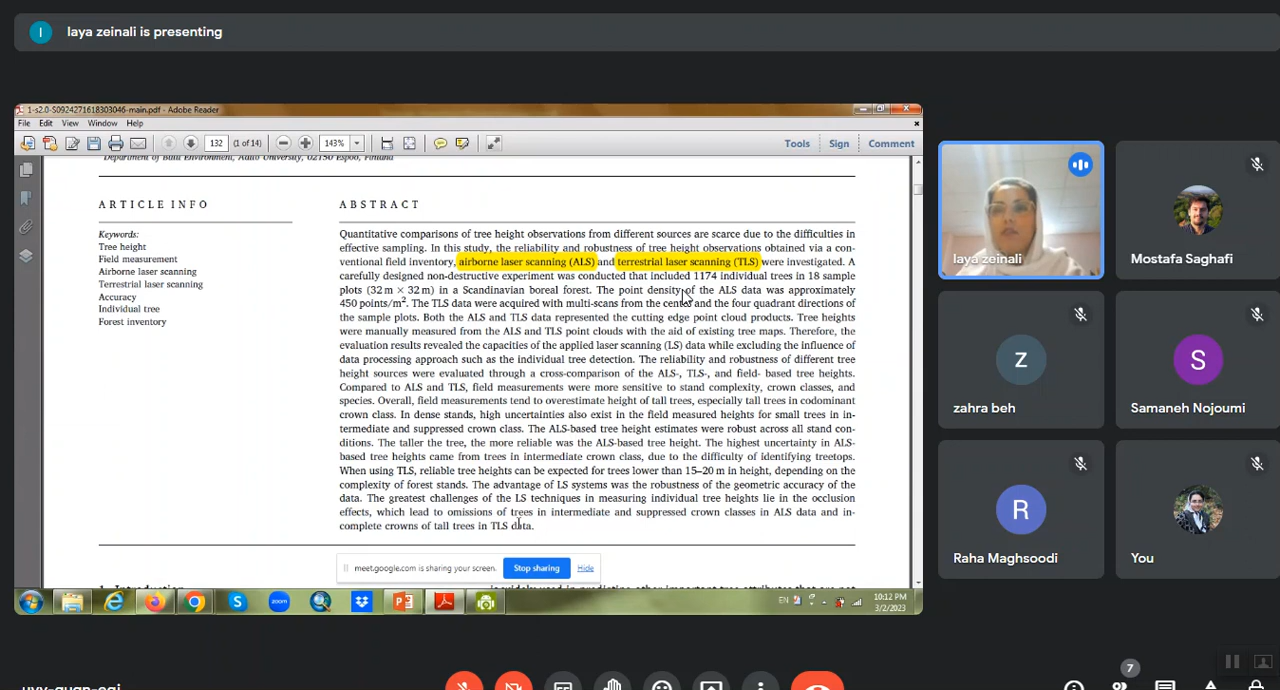 I
laya zeinali is presenting
1-s2.0-S0924271618303046-main.pdf - Adobe Reader
File Edit View Window Help
132 (1 of 14) 143% Tools Sign Comment
Department of Built Environment, Aalto University, 02150 Espoo, Finland
ARTICLE INFO
Keywords:
Tree height
Field measurement
Airborne laser scanning
Terrestrial laser scanning
Accuracy
Individual tree
Forest inventory
ABSTRACT
Quantitative comparisons of tree height observations from different sources are scarce due to the difficulties in
effective sampling. In this study, the reliability and robustness of tree height observations obtained via a con-
ventional field inventory, airborne laser scanning (ALS) and terrestrial laser scanning (TLS) were investigated. A
carefully designed non-destructive experiment was conducted that included 1174 individual trees in 18 sample
plots (32 m × 32 m) in a Scandinavian boreal forest. The point density of the ALS data was approximately
450 points/m². The TLS data were acquired with multi-scans from the center and the four quadrant directions of
the sample plots. Both the ALS and TLS data represented the cutting edge point cloud products. Tree heights
were manually measured from the ALS and TLS point clouds with the aid of existing tree maps. Therefore, the
evaluation results revealed the capacities of the applied laser scanning (LS) data while excluding the influence of
data processing approach such as the individual tree detection. The reliability and robustness of different tree
height sources were evaluated through a cross-comparison of the ALS-, TLS-, and field- based tree heights.
Compared to ALS and TLS, field measurements were more sensitive to stand complexity, crown classes, and
species. Overall, field measurements tend to overestimate height of tall trees, especially tall trees in codominant
crown class. In dense stands, high uncertainties also exist in the field measured heights for small trees in in-
termediate and suppressed crown class. The ALS-based tree height estimates were robust across all stand con-
ditions. The taller the tree, the more reliable was the ALS-based tree height. The highest uncertainty in ALS-
based tree heights came from trees in intermediate crown class, due to the difficulty of identifying treetops.
When using TLS, reliable tree heights can be expected for trees lower than 15–20 m in height, depending on the
complexity of forest stands. The advantage of LS systems was the robustness of the geometric accuracy of the
data. The greatest challenges of the LS techniques in measuring individual tree heights lie in the occlusion
effects, which lead to omissions of trees in intermediate and suppressed crown classes in ALS data and in-
complete crowns of tall trees in TLS data.
1. Introduction
meet.google.com is sharing your screen. Stop sharing Hide
zoom
EN
10:12 PM
3/2/2023
laya zeinali
Mostafa Saghafi
z
zahra beh
S
Samaneh Nojoumi
R
Raha Maghsoodi
You
7